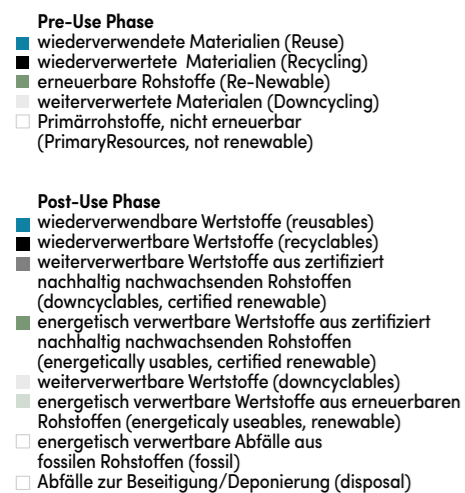 Pre-Use Phase
wiederverwendete Materialien (Reuse)
wiederverwertete Materialien (Recycling)
erneuerbare Rohstoffe (Re-Newable)
weiterverwertete Materialen (Downcycling)
Primärrohstoffe, nicht erneuerbar
(PrimaryResources, not renewable)
Post-Use Phase
wiederverwendbare Wertstoffe (reusables)
wiederverwertbare Wertstoffe (recyclables)
weiterverwertbare Wertstoffe aus zertifiziert
nachhaltig nachwachsenden Rohstoffen
(downcyclables, certified renewable)
energetisch verwertbare Wertstoffe aus zertifiziert
nachhaltig nachwachsenden Rohstoffen
(energetically usables, certified renewable)
weiterverwertbare Wertstoffe (downcyclables)
energetisch verwertbare Wertstoffe aus erneuerbaren
Rohstoffen (energeticaly useables, renewable)
energetisch verwertbare Abfälle aus
fossilen Rohstoffen (fossil)
Abfälle zur Beseitigung/Deponierung (disposal)